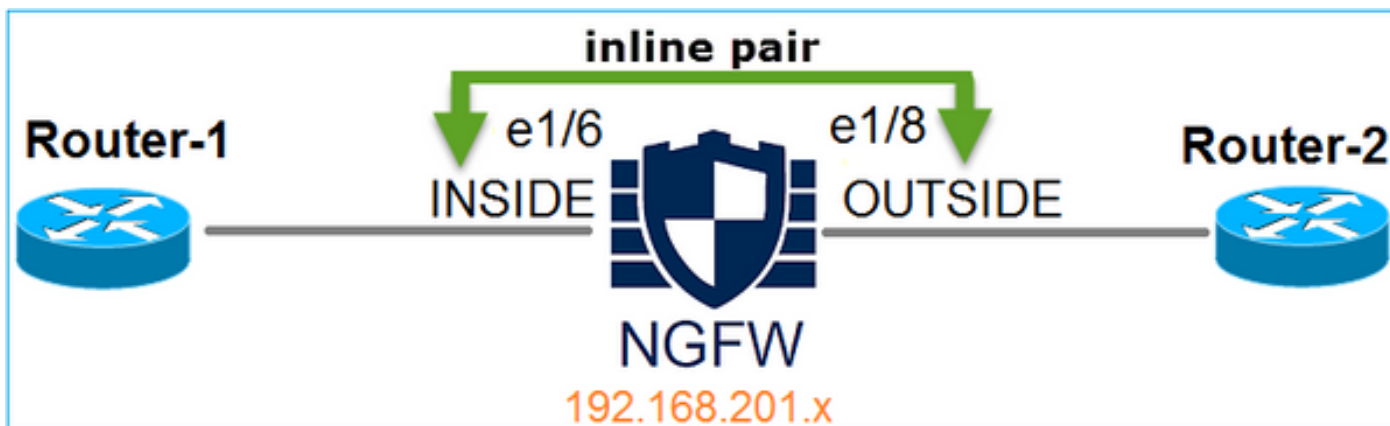 inline pair
e1/6
e1/8
Router-1
Router-2
INSIDE
OUTSIDE
NGFW
192.168.201.x